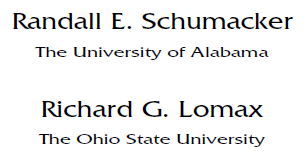 Randall E. Schumacker
The University of Alabama
Richard G. Lomax
The Ohio State University